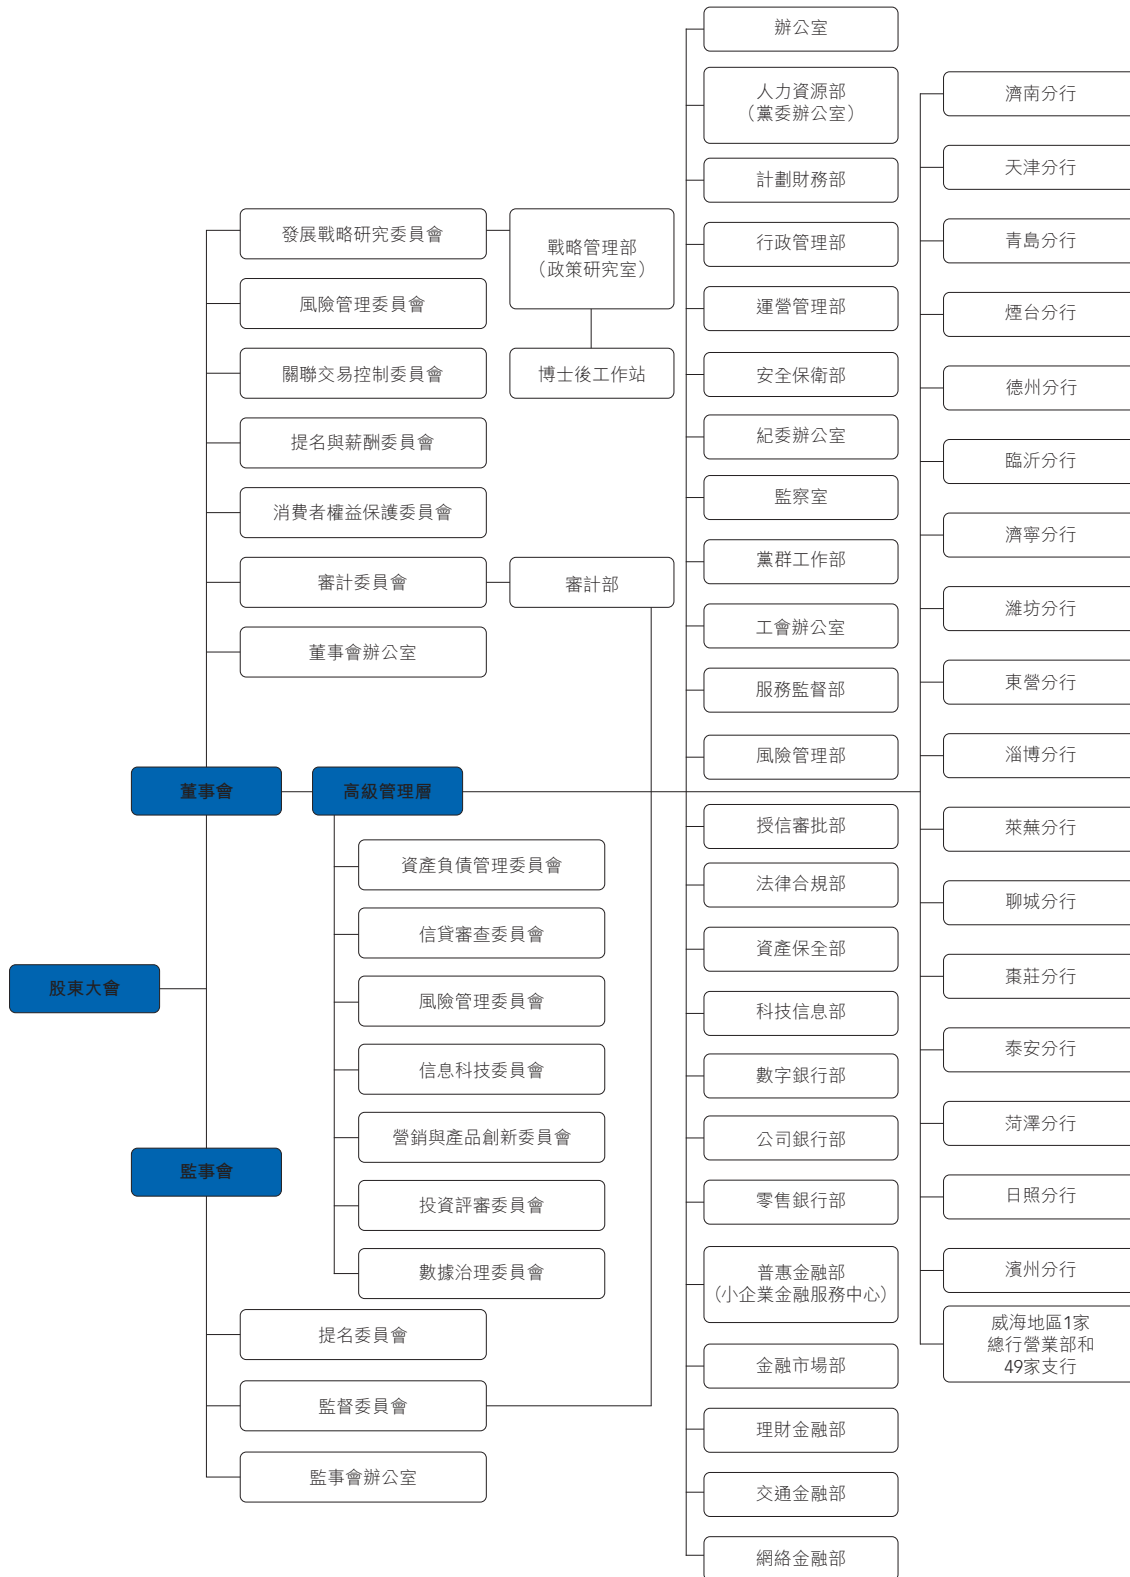 股東大會
董事會
監事會
高級管理層
發展戰略研究委員會
風險管理委員會
關聯交易控制委員會
提名與薪酬委員會
消費者權益保護委員會
審計委員會
董事會辦公室
戰略管理部
（政策研究室）
博士後工作站
審計部
資產負債管理委員會
信貸審查委員會
風險管理委員會
信息科技委員會
營銷與產品創新委員會
投資評審委員會
數據治理委員會
提名委員會
監督委員會
監事會辦公室
辦公室
人力資源部
（黨委辦公室）
計劃財務部
行政管理部
運營管理部
安全保衛部
紀委辦公室
監察室
黨群工作部
工會辦公室
服務監督部
風險管理部
授信審批部
法律合規部
資產保全部
科技信息部
數字銀行部
公司銀行部
零售銀行部
普惠金融部
（小企業金融服務中心）
金融市場部
理財金融部
交通金融部
網絡金融部
濟南分行
天津分行
青島分行
煙台分行
德州分行
臨沂分行
濟寧分行
濰坊分行
東營分行
淄博分行
萊蕪分行
聊城分行
棗莊分行
泰安分行
菏澤分行
日照分行
濱州分行
威海地區1家
總行營業部和
49家支行